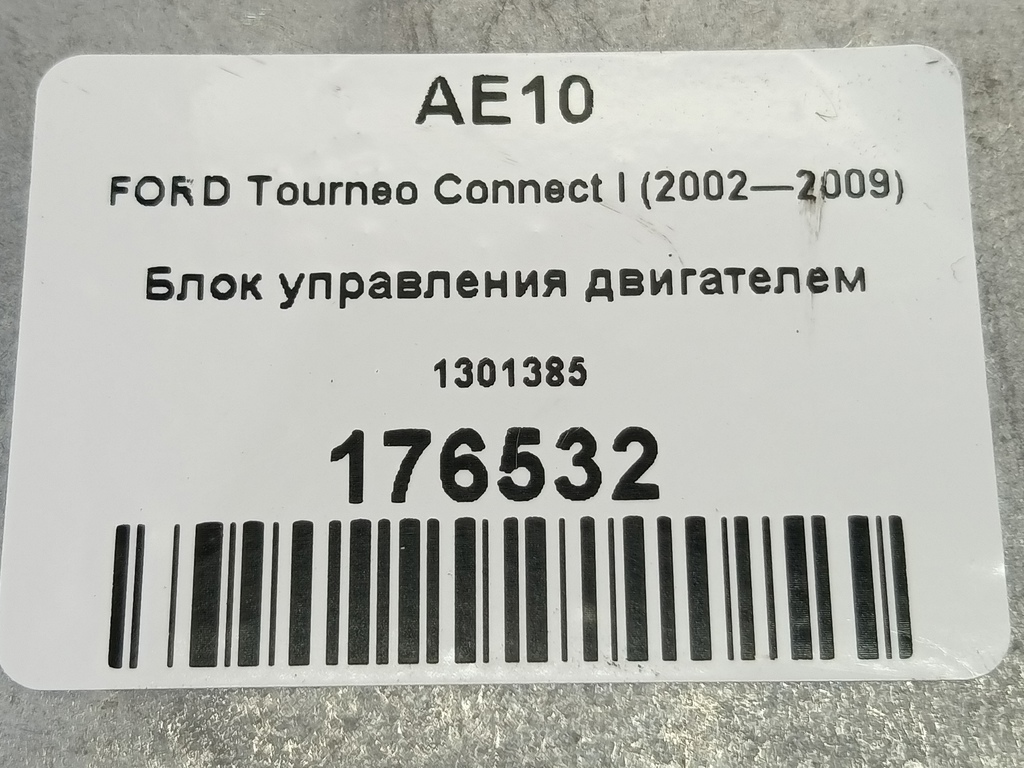 AE10
FORD Tourneo Connect I (2002—2009)
Блок управления двигателем
1301385
176532